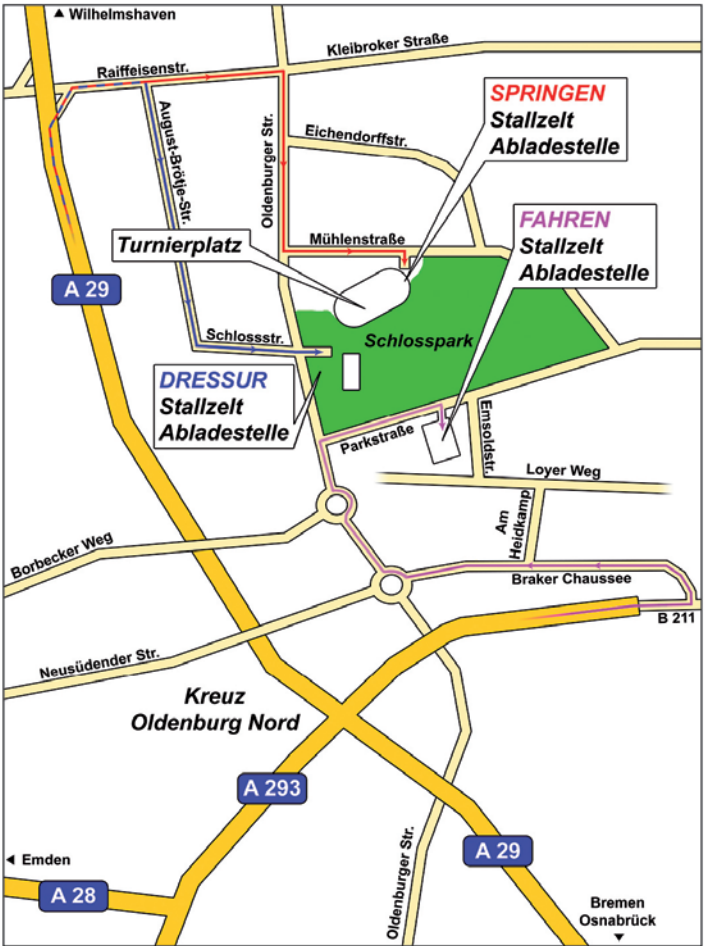 Wilhelmshaven
Kleibroker Straße
Raiffeisenstr.
SPRINGEN
Stallzelt
Abladestelle
August-Brötje-Str.
Oldenburger Str.
Eichendorffstr.
FAHREN
Stallzelt
Abladestelle
Turnierplatz
Mühlenstraße
A 29
Schlossstr.
Schlosspark
DRESSUR
Stallzelt
Abladestelle
Parkstraße
Emsoldstr.
Loyer Weg
Am
Heidkamp
Borbecker Weg
Braker Chaussee
B 211
Neusüdender Str.
Kreuz
Oldenburg Nord
A 293
Oldenburger Str.
A 29
Emden
A 28
Bremen
Osnabrück